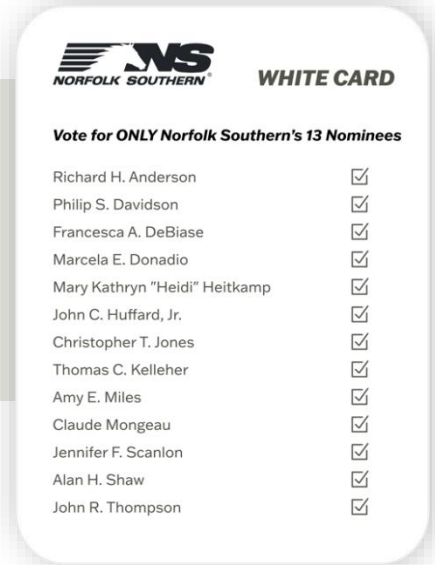 NS
NORFOLK SOUTHERN®
WHITE CARD
Vote for ONLY Norfolk Southern's 13 Nominees
Richard H. Anderson
Philip S. Davidson
Francesca A. DeBiase
Marcela E. Donadio
Mary Kathryn "Heidi" Heitkamp
John C. Huffard, Jr.
Christopher T. Jones
Thomas C. Kelleher
Amy E. Miles
Claude Mongeau
Jennifer F. Scanlon
Alan H. Shaw
John R. Thompson